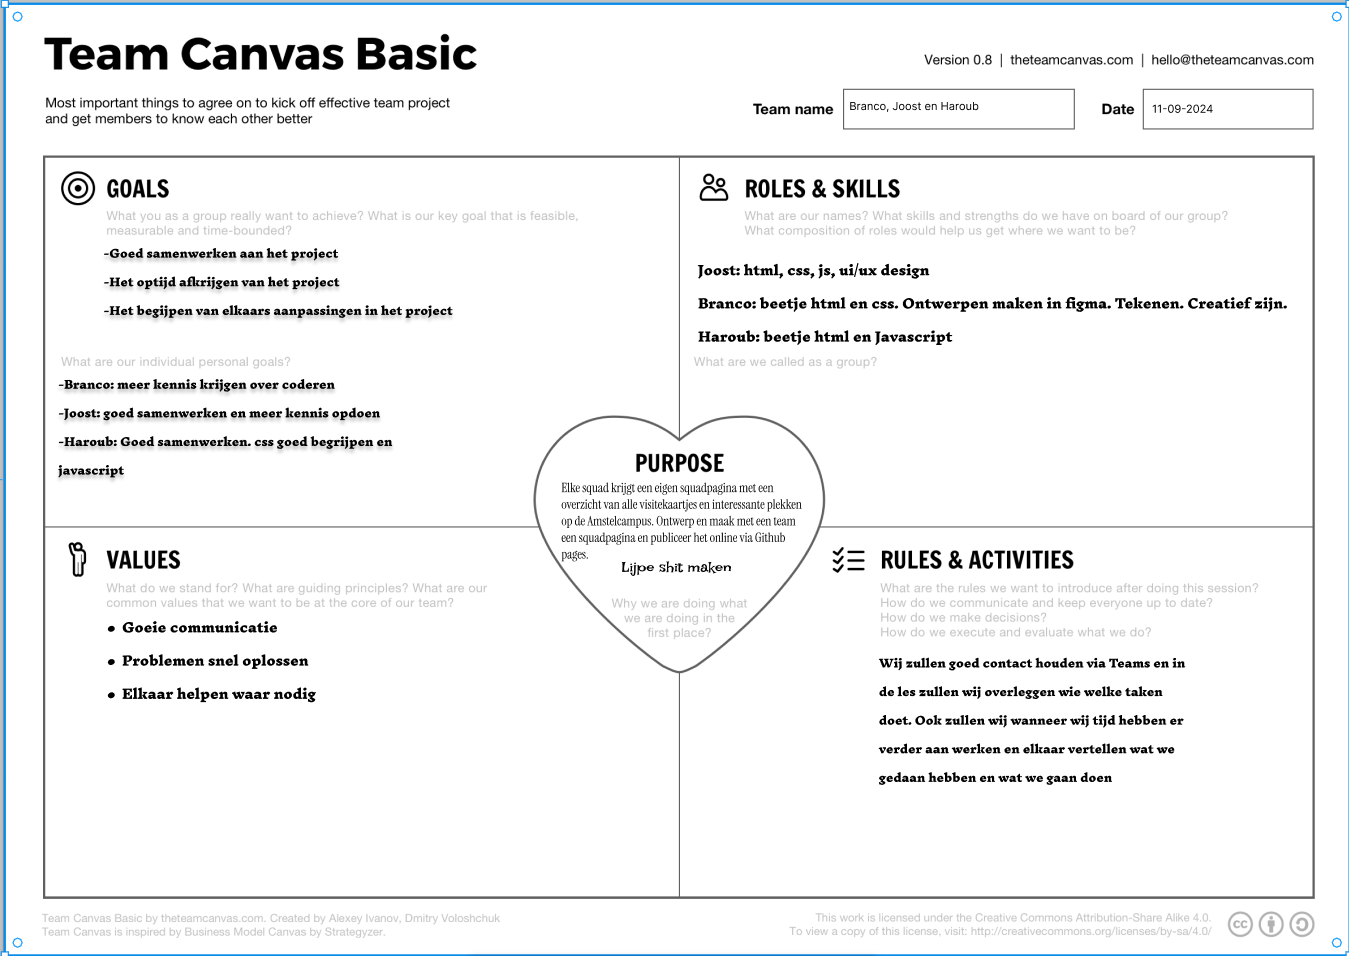 Team Canvas Basic
Most important things to agree on to kick off effective team project
and get members to know each other better
Version 0.8 | theteamcanvas.com | hello@theteamcanvas.com
Team name
Branco, Joost en Haroub
Date
11-09-2024
GOALS
What you as a group really want to achieve? What is our key goal that is feasible,
measurable and time-bounded?
-Goed samenwerken aan het project
-Het optijd afkrijgen van het project
-Het begijpen van elkaars aanpassingen in het project
What are our individual personal goals?
-Branco: meer kennis krijgen over coderen
-Joost: goed samenwerken en meer kennis opdoen
-Haroub: Goed samenwerken. css goed begrijpen en
javascript
ROLES & SKILLS
What are our names? What skills and strengths do we have on board of our group?
What composition of roles would help us get where we want to be?
Joost: html, css, js, ui/ux design
Branco: beetje html en css. Ontwerpen maken in figma. Tekenen. Creatief zijn.
Haroub: beetje html en Javascript
What are we called as a group?
PURPOSE
Elke squad krijgt een eigen squadpagina met een
overzicht van alle visitekaartjes en interessante plekken
op de Amstelcampus. Ontwerp en maak met een team
een squadpagina en publiceer het online via Github
pages.
Lijpe shit maken
Why we are doing what
we are doing in the
first place?
VALUES
What do we stand for? What are guiding principles? What are our
common values that we want to be at the core of our team?
• Goeie communicatie
• Problemen snel oplossen
• Elkaar helpen waar nodig
RULES & ACTIVITIES
What are the rules we want to introduce after doing this session?
How do we communicate and keep everyone up to date?
How do we make decisions?
How do we execute and evaluate what we do?
Wij zullen goed contact houden via Teams en in
de les zullen wij overleggen wie welke taken
doet. Ook zullen wij wanneer wij tijd hebben er
verder aan werken en elkaar vertellen wat we
gedaan hebben en wat we gaan doen
Team Canvas Basic by theteamcanvas.com. Created by Alexey Ivanov, Dmitry Voloshchuk
Team Canvas is inspired by Business Model Canvas by Strategyzer.
This work is licensed under the Creative Commons Attribution-Share Alike 4.0.
To view a copy of this license, visit: http://creativecommons.org/licenses/by-sa/4.0/
cc